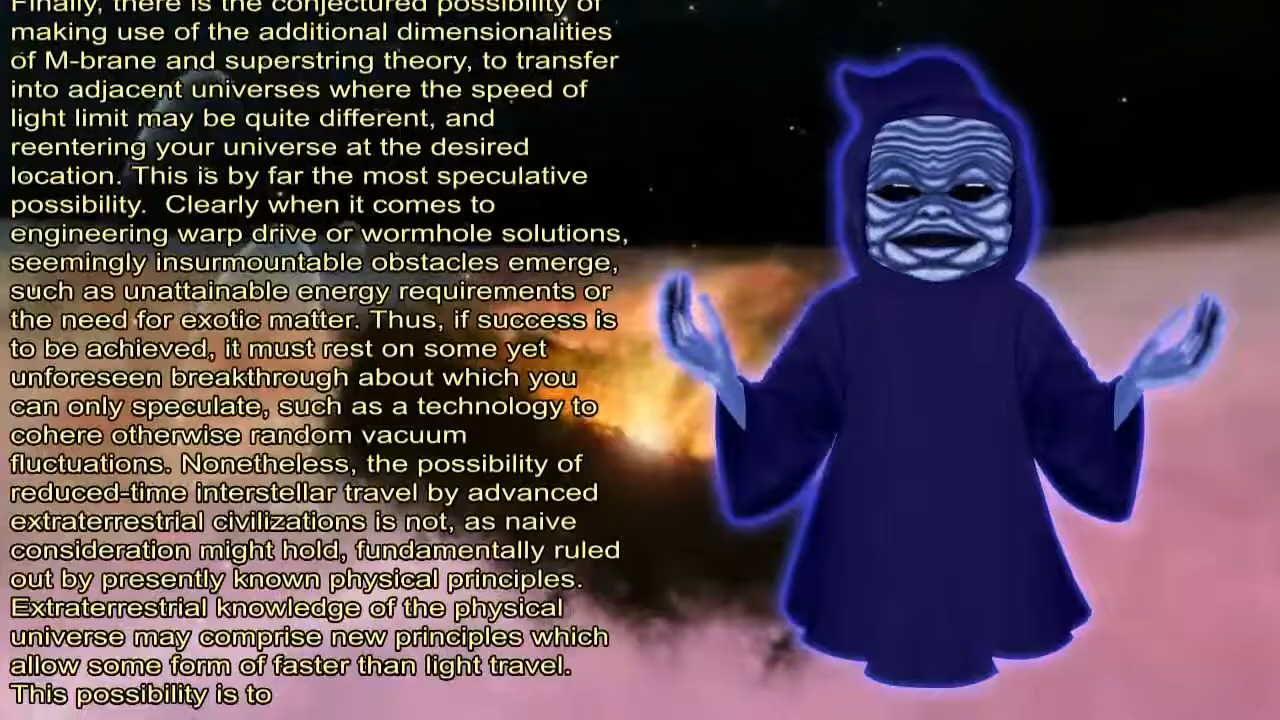 Finally, there is the conjectured possibility of
making use of the additional dimensionalities
of M-brane and superstring theory, to transfer
into adjacent universes where the speed of
light limit may be quite different, and
reentering your universe at the desired
location. This is by far the most speculative
possibility.  Clearly when it comes to
engineering warp drive or wormhole solutions,
seemingly insurmountable obstacles emerge,
such as unattainable energy requirements or
the need for exotic matter. Thus, if success is
to be achieved, it must rest on some yet
unforeseen breakthrough about which you
can only speculate, such as a technology to
cohere otherwise random vacuum
fluctuations. Nonetheless, the possibility of
reduced-time interstellar travel by advanced
extraterrestrial civilizations is not, as naive
consideration might hold, fundamentally ruled
out by presently known physical principles.
Extraterrestrial knowledge of the physical
universe may comprise new principles which
allow some form of faster than light travel.
This possibility is to